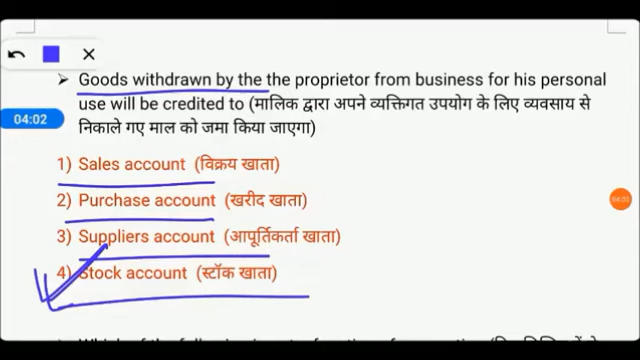 ➢ Goods withdrawn by the the proprietor from business for his personal
use will be credited to (मालिक द्वारा अपने व्यक्तिगत उपयोग के लिए व्यवसाय से
04:02
निकाले गए माल को जमा किया जाएगा)
1) Sales account (विक्रय खाता)
2) Purchase account (खरीद खाता)
3) Suppliers account (आपूर्तिकर्ता खाता)
4) Stock account (स्टॉक खाता)